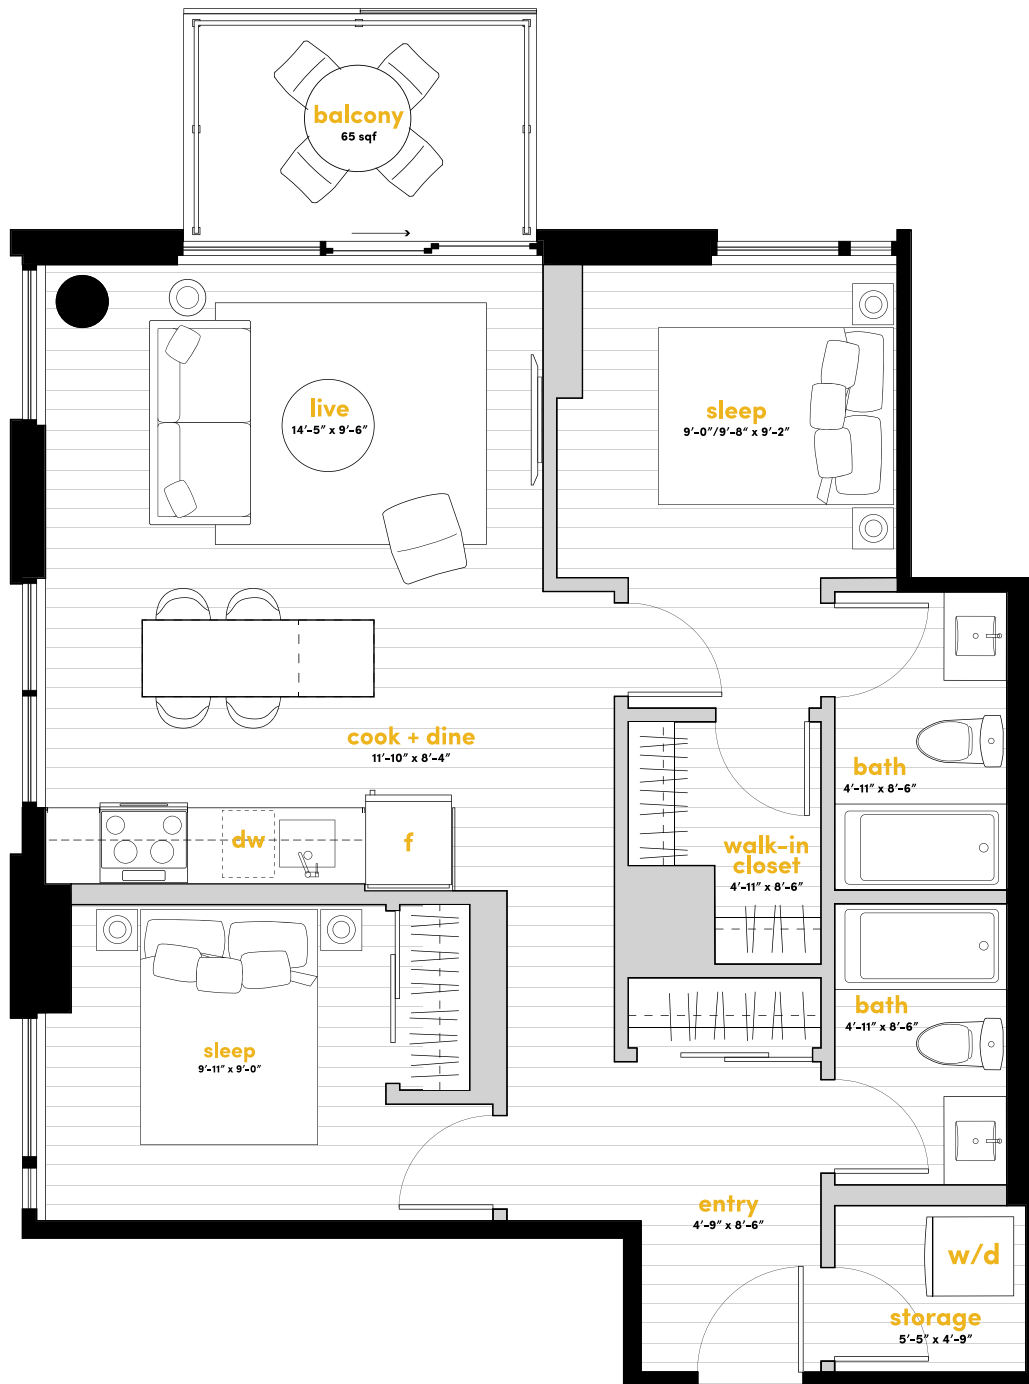 balcony
65 sqf
live
14'-5" x 9'-6"
sleep
9'-0"/9'-8" x 9'-2"
cook + dine
11'-10" x 8'-4"
bath
4'-11" x 8'-6"
dw
f
walk-in
closet
4'-11" x 8'-6"
bath
4'-11" x 8'-6"
sleep
9'-11" x 9'-0"
entry
4'-9" x 8'-6"
w/d
storage
5'-5" x 4'-9"